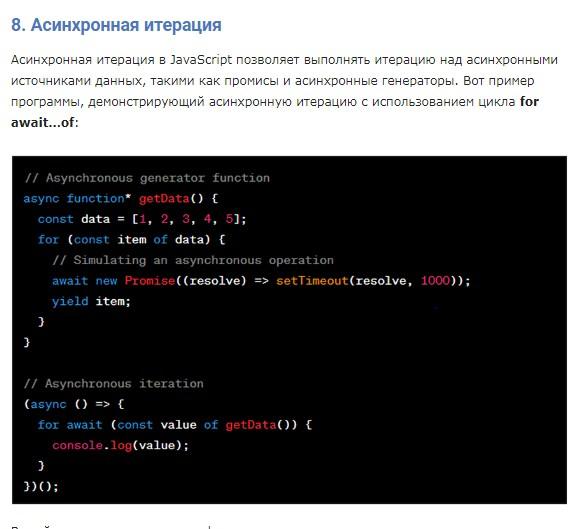 8. Асинхронная итерация
Асинхронная итерация в JavaScript позволяет выполнять итерацию над асинхронными
источниками данных, такими как промисы и асинхронные генераторы. Вот пример
программы, демонстрирующий асинхронную итерацию с использованием цикла for
await...of:
// Asynchronous generator function
async function* getData() {
  const data = [1, 2, 3, 4, 5];
  for (const item of data) {
    // Simulating an asynchronous operation
    await new Promise((resolve) => setTimeout(resolve, 1000));
    yield item;
  }
}
// Asynchronous iteration
(async () => {
  for await (const value of getData()) {
    console.log(value);
  }
})();